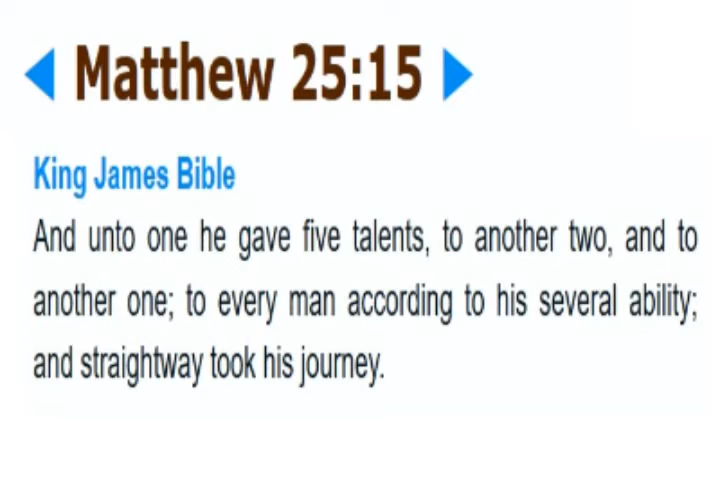 Matthew 25:15
King James Bible
And unto one he gave five talents, to another two, and to
another one; to every man according to his several ability;
and straightway took his journey.